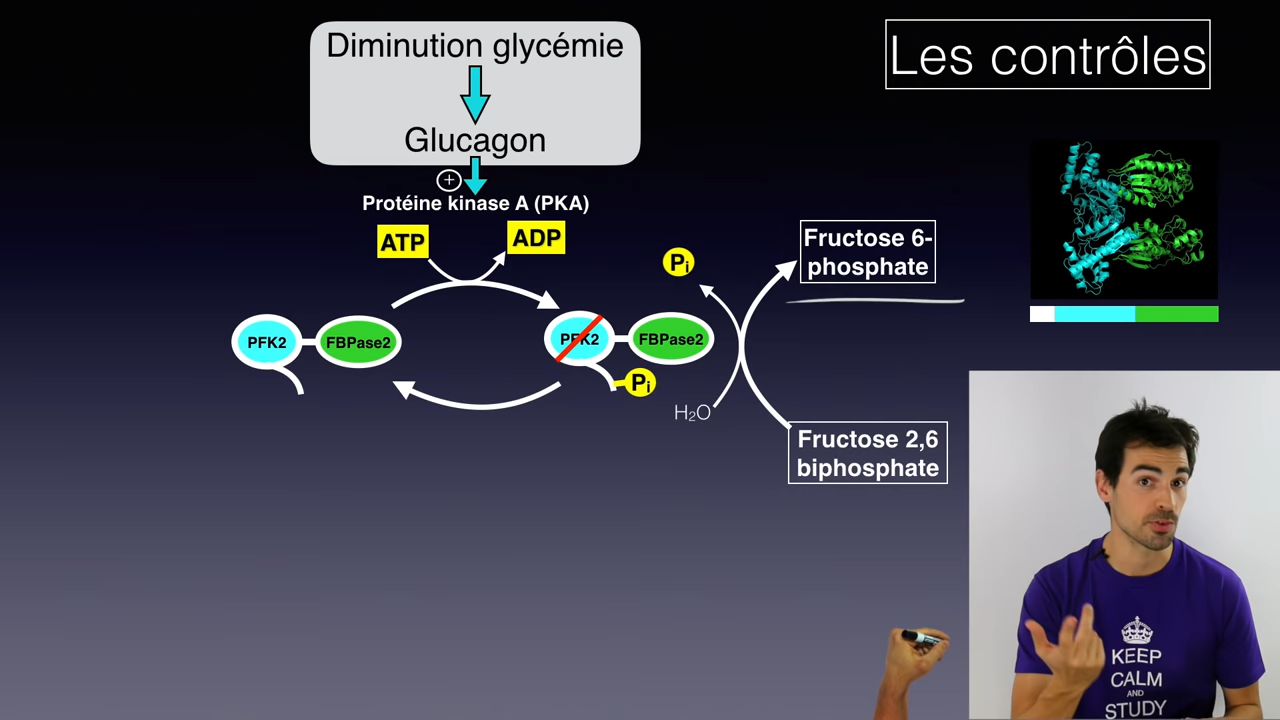 Diminution glycémie
Les contrôles
Glucagon
+
Protéine kinase A (PKA)
ATP
ADP
Pi
Fructose 6-
phosphate
PFK2
FBPase2
PFK2
FBPase2
Pi
H₂O
Fructose 2,6
biphosphate
KEEP
CALM
AND
STUDY